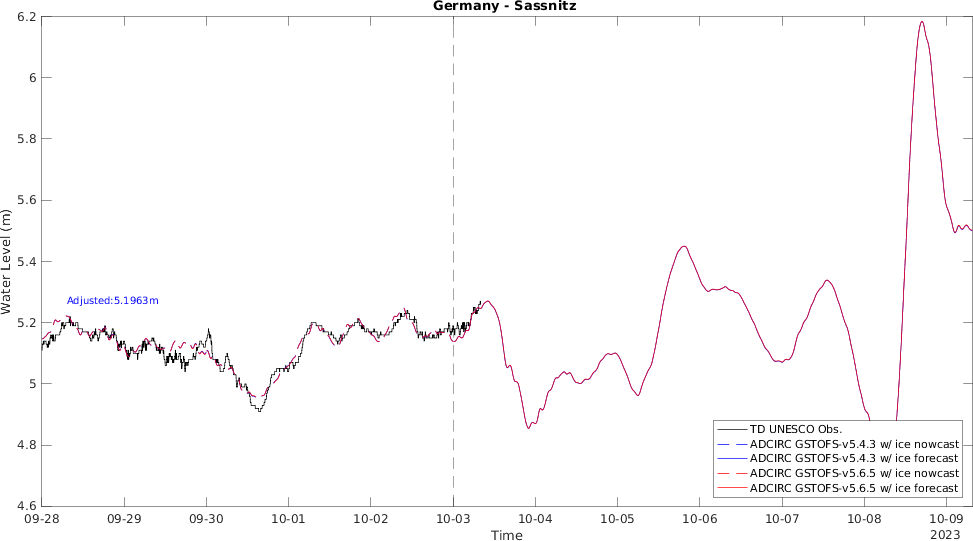 Germany - Sassnitz
6.2
6
5.8
5.6
5.4
5.2
5
4.8
4.6
Water Level (m)
Adjusted:5.1963m
TD UNESCO Obs.
ADCIRC GSTOFS-v5.4.3 w/ ice nowcast
ADCIRC GSTOFS-v5.4.3 w/ ice forecast
ADCIRC GSTOFS-v5.6.5 w/ ice nowcast
ADCIRC GSTOFS-v5.6.5 w/ ice forecast
09-28 09-29 09-30 10-01 10-02 10-03 10-04 10-05 10-06 10-07 10-08 10-09
2023
Time